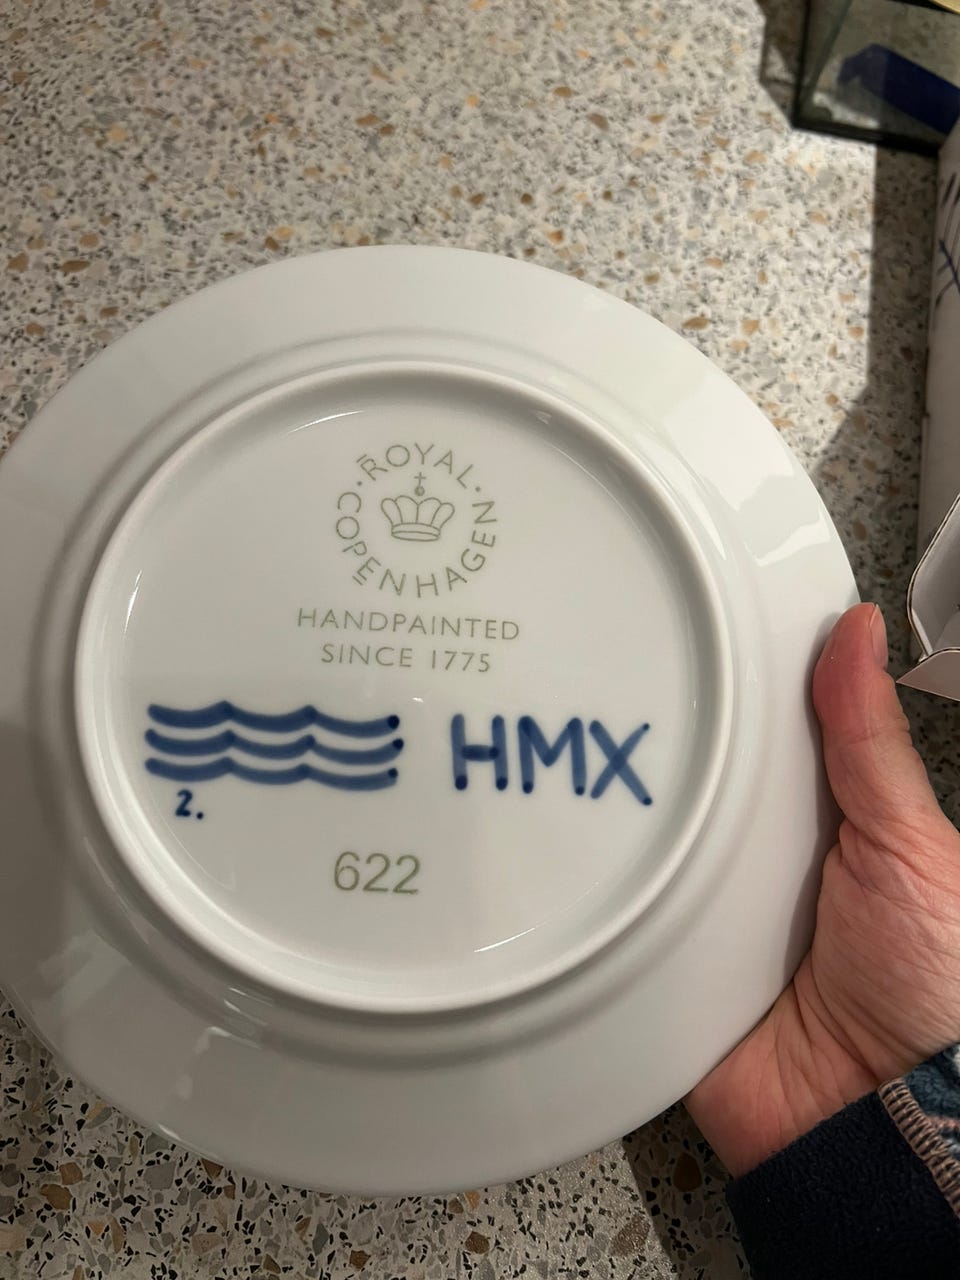 ROYAL
COPENHAGEN
HANDPAINTED
SINCE 1775
HMX
2.
622